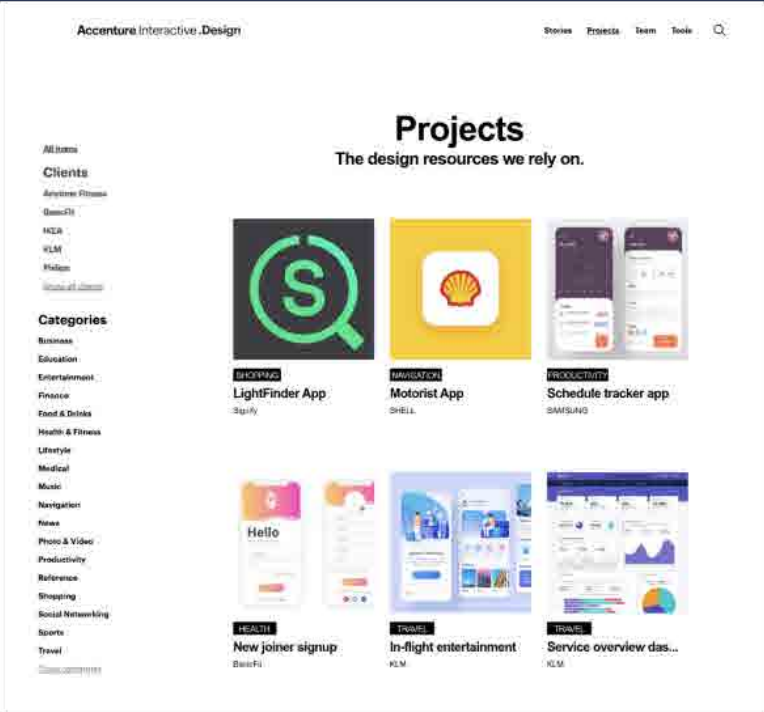 Accenture Interactive .Design
Stories Projects Team Tools
Projects
The design resources we rely on.
All items
Clients
Anytime Fitness
BasicFit
IKEA
KLM
Philips
Show all clients
Categories
Business
Education
Entertainment
Finance
Food & Drinks
Health & Fitness
Lifestyle
Medical
Music
Navigation
News
Photo & Video
Productivity
Reference
Shopping
Social Networking
Sports
Travel
S
SHOPPING
LightFinder App
Signify
NAVIGATION
Motorist App
SHELL
PRODUCTIVITY
Schedule tracker app
SAMSUNG
Hello
HEALTH
New joiner signup
BasicFit
TRAVEL
In-flight entertainment
KLM
TRAVEL
Service overview das...
KLM